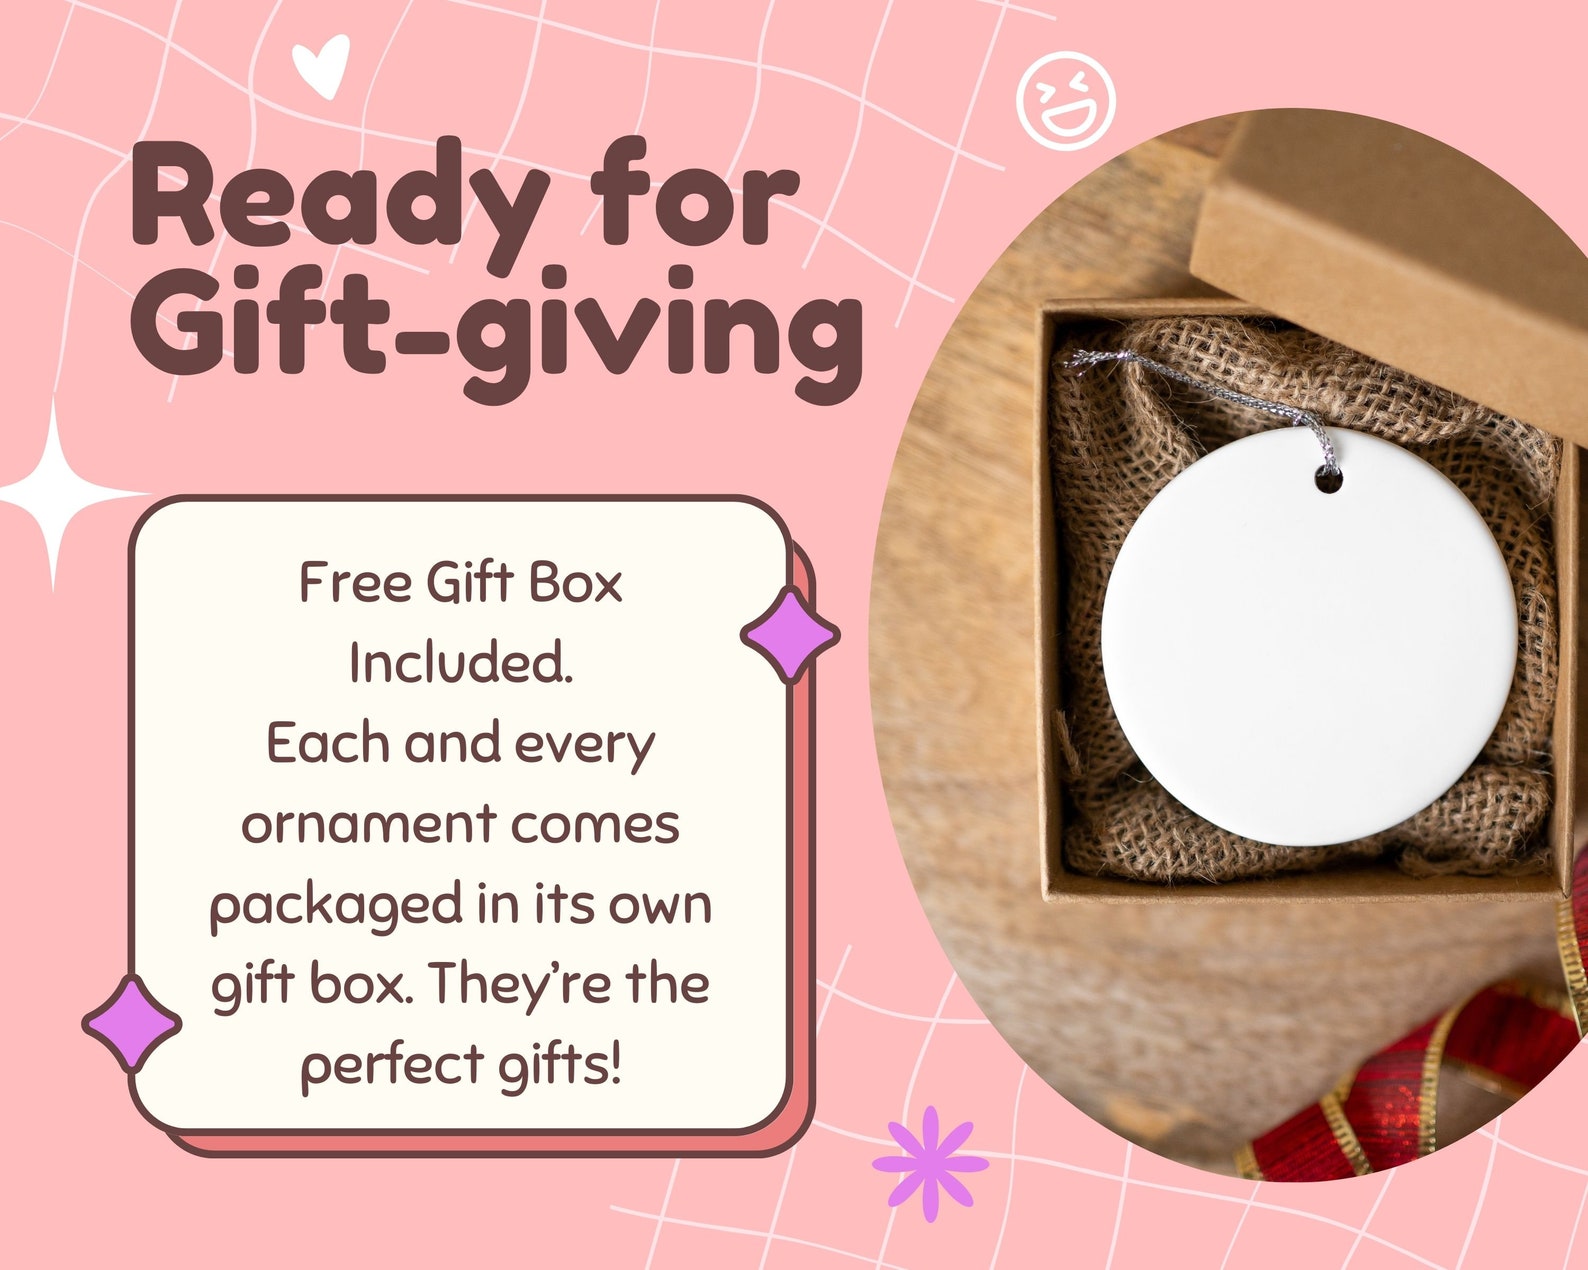 Ready for
Gift-giving
Free Gift Box
Included.
Each and every
ornament comes
packaged in its own
gift box. They’re the
perfect gifts!